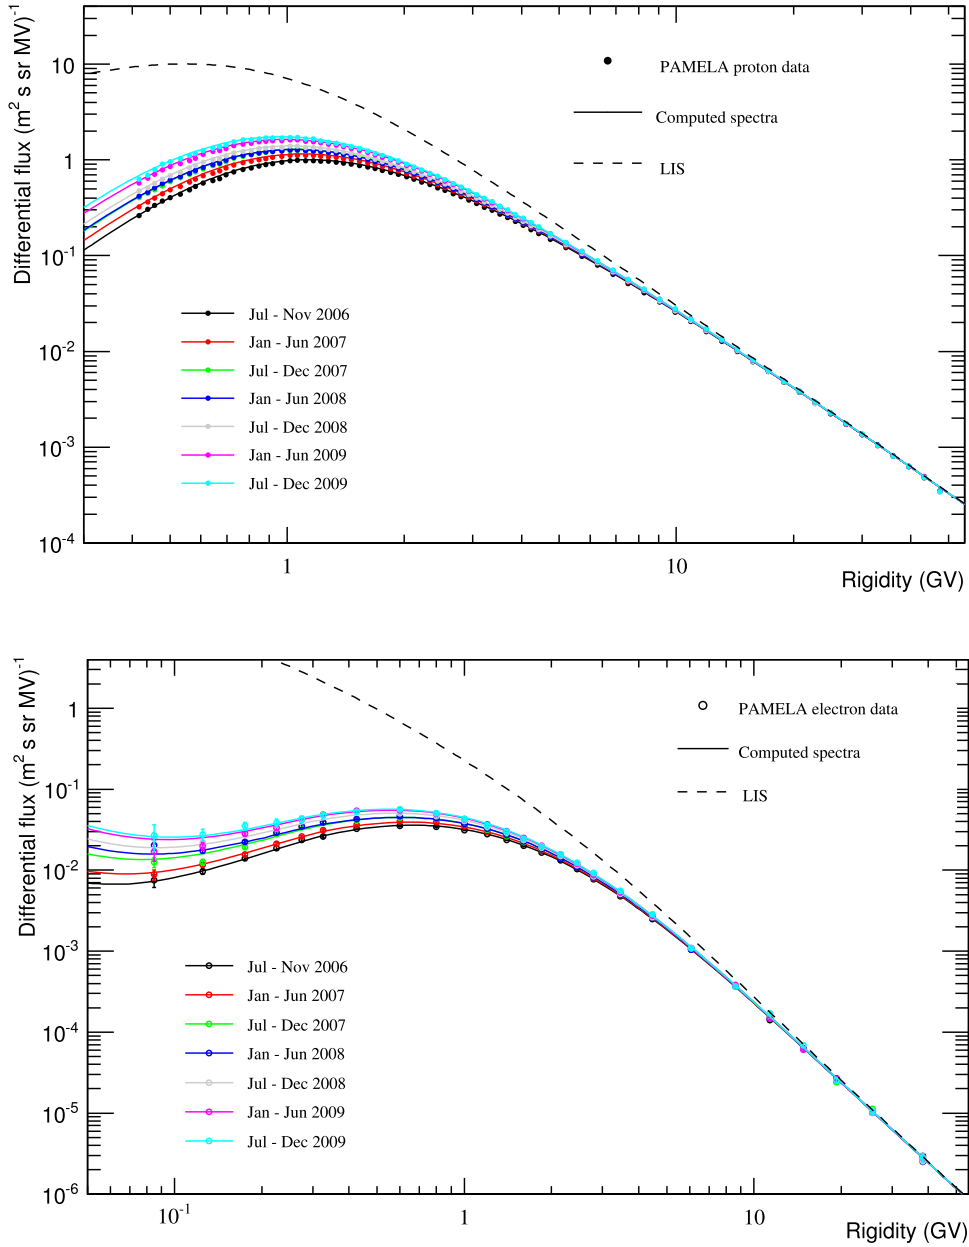 Differential flux (m² s sr MV)⁻¹
10
1
10⁻¹
10⁻²
10⁻³
10⁻⁴
PAMELA proton data
Computed spectra
LIS
Jul - Nov 2006
Jan - Jun 2007
Jul - Dec 2007
Jan - Jun 2008
Jul - Dec 2008
Jan - Jun 2009
Jul - Dec 2009
1
10
Rigidity (GV)
Differential flux (m² s sr MV)⁻¹
1
10⁻¹
10⁻²
10⁻³
10⁻⁴
10⁻⁵
10⁻⁶
PAMELA electron data
Computed spectra
LIS
Jul - Nov 2006
Jan - Jun 2007
Jul - Dec 2007
Jan - Jun 2008
Jul - Dec 2008
Jan - Jun 2009
Jul - Dec 2009
10⁻¹
1
10
Rigidity (GV)